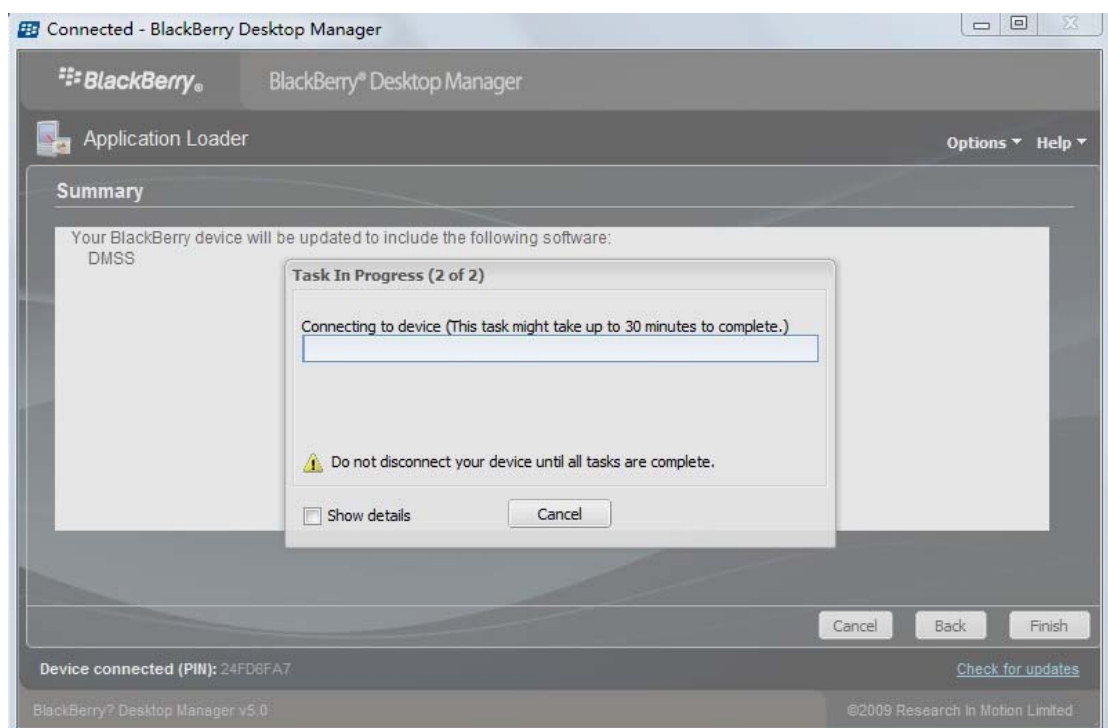 Connected - BlackBerry Desktop Manager
BlackBerry® BlackBerry® Desktop Manager
Application Loader
Options Help
Summary
Your BlackBerry device will be updated to include the following software:
DMSS
Task In Progress (2 of 2)
Connecting to device (This task might take up to 30 minutes to complete.)
Do not disconnect your device until all tasks are complete.
Show details Cancel
Cancel Back Finish
Device connected (PIN): 24FD6FA7 Check for updates
BlackBerry? Desktop Manager v5.0 ©2009 Research In Motion Limited